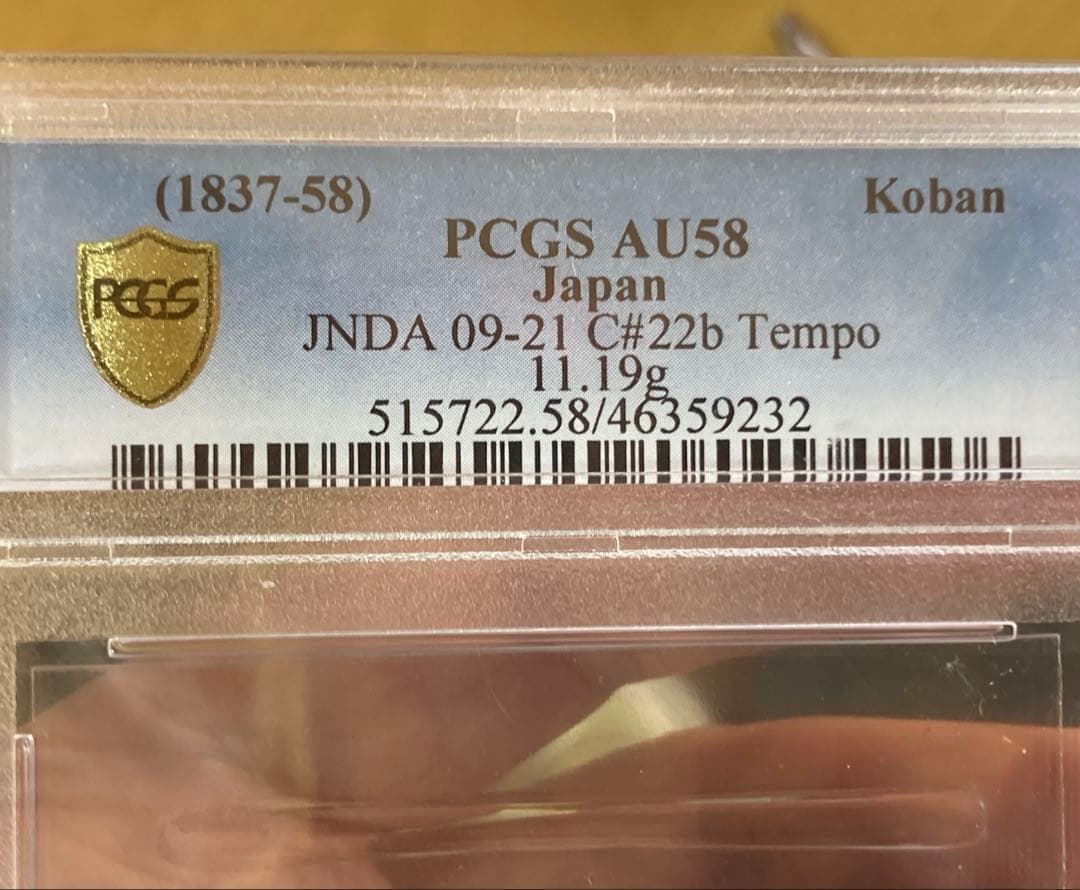 (1837-58) Koban
PCGS AU58
PCGS
Japan
JNDA 09-21 C#22b Tempo
11.19g
515722.58/46359232